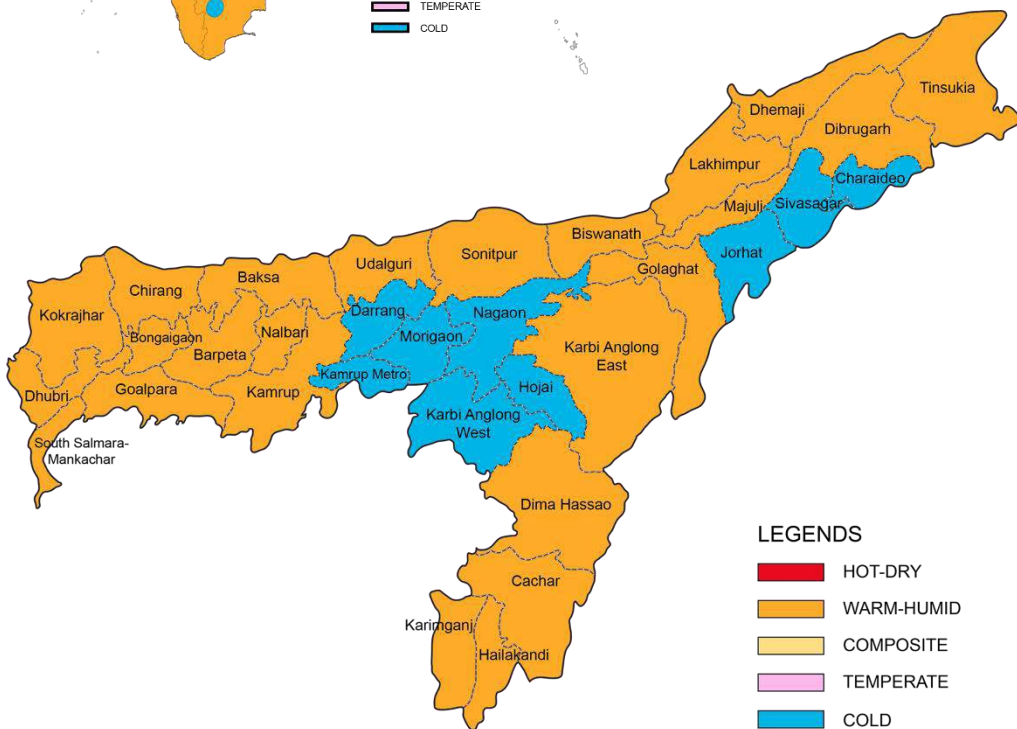 TEMPERATE
COLD
Tinsukia
Dhemaji
Dibrugarh
Lakhimpur
Charaideo
Majuli
Sivasagar
Biswanath
Jorhat
Sonitpur
Golaghat
Udalguri
Baksa
Chirang
Kokrajhar
Darrang
Nagaon
Nalbari
Morigaon
Bongaigaon
Barpeta
Karbi Anglong
East
Kamrup Metro
Goalpara
Kamrup
Hojai
Dhubri
Karbi Anglong
West
South Salmara-
Mankachar
Dima Hassao
Cachar
Karimganj
Hailakandi
LEGENDS
HOT-DRY
WARM-HUMID
COMPOSITE
TEMPERATE
COLD